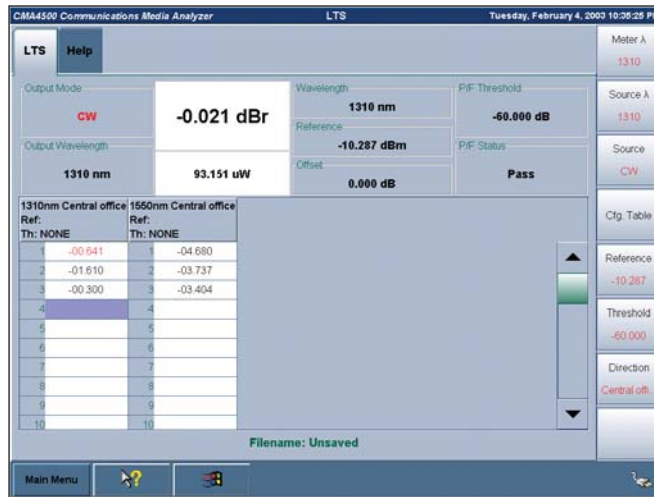 CMA4500 Communications Media Analyzer LTS Tuesday, February 4, 2003 10:35:25 P
LTS Help
Output Mode
CW
Output Wavelength
1310 nm
-0.021 dBr
93.151 uW
Wavelength
1310 nm
Reference
-10.287 dBm
Offset
0.000 dB
P/F Threshold
-60.000 dB
P/F Status
Pass
1310nm Central office 1550nm Central office
Ref: Ref:
Th: NONE Th: NONE
1 -00.641 1 -04.680
2 -01.610 2 -03.737
3 -00.300 3 -03.404
4 4
5 5
6 6
7 7
8 8
9 9
10 10
Filename: Unsaved
Meter λ
1310
Source λ
1310
Source
CW
Cfg. Table
Reference
-10.287
Threshold
-60.000
Direction
Central offi
Main Menu ?